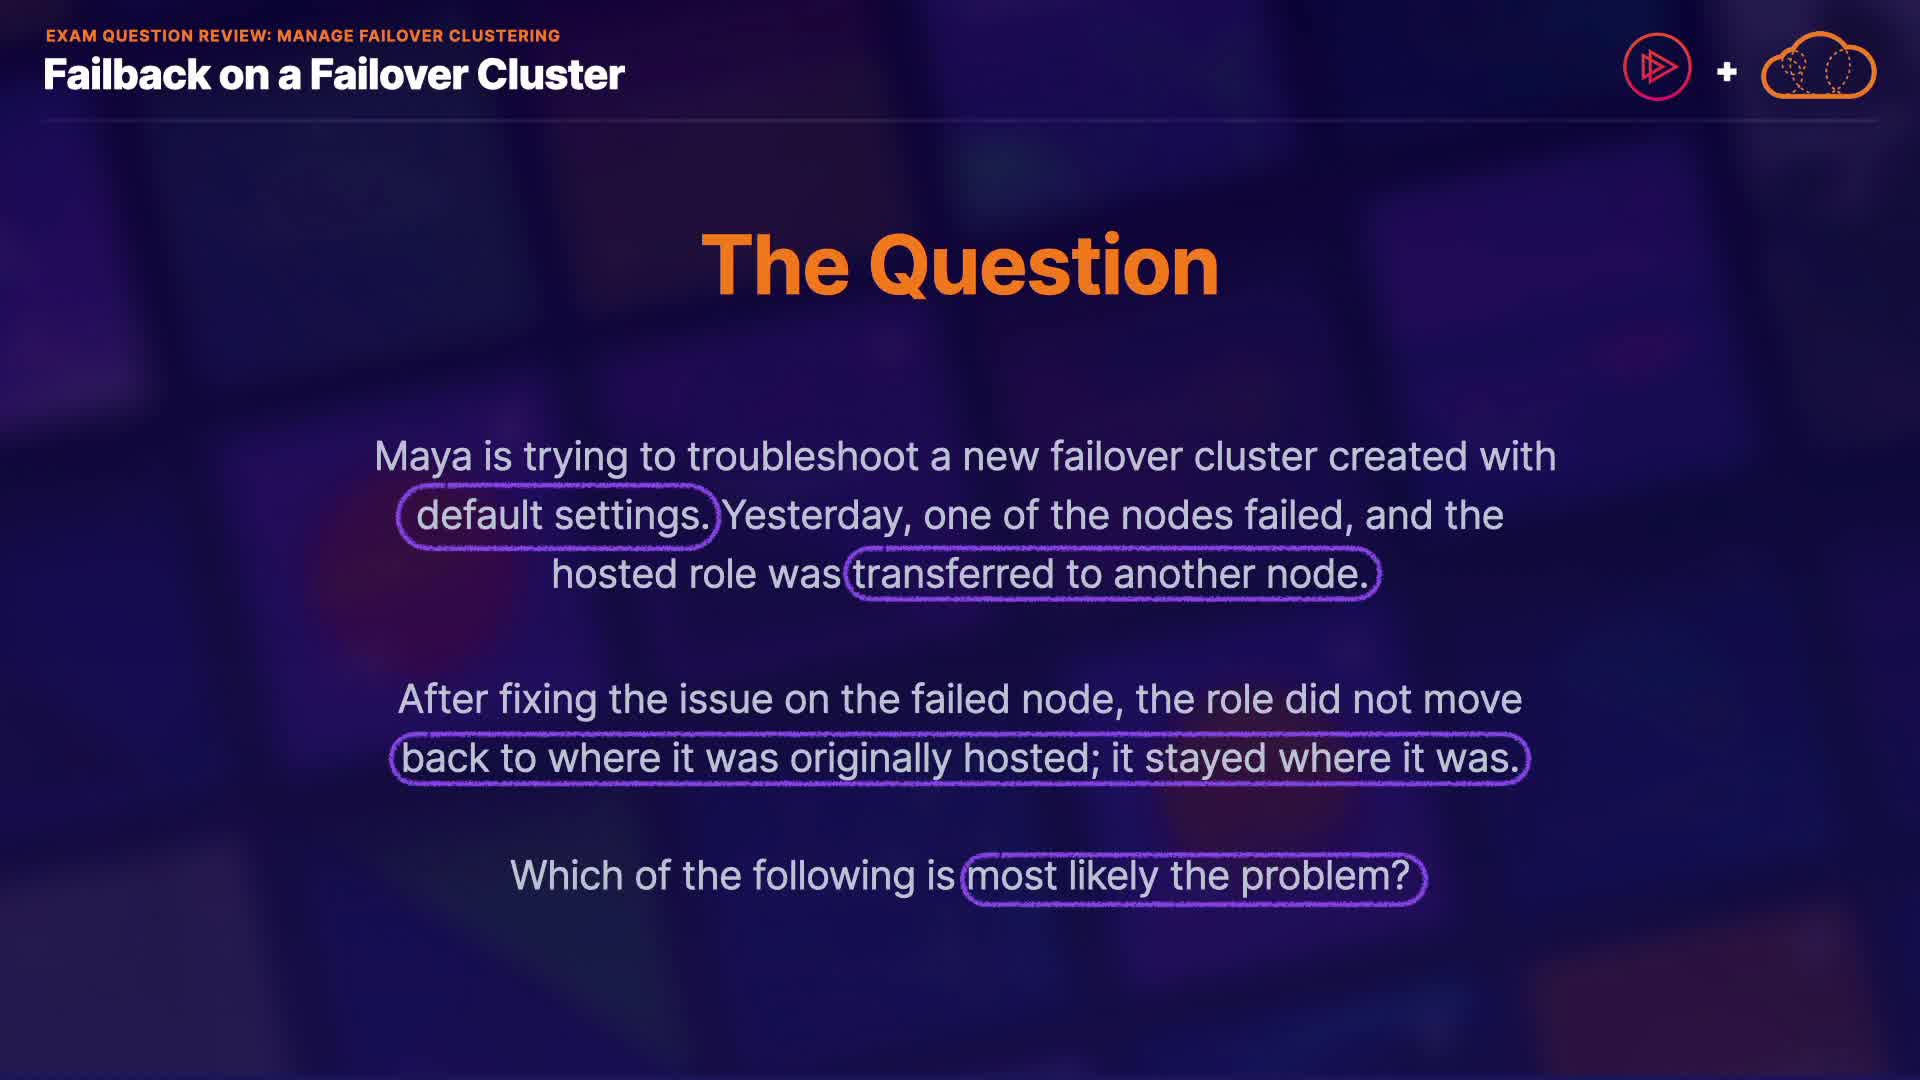 EXAM QUESTION REVIEW: MANAGE FAILOVER CLUSTERING
Failback on a Failover Cluster
+
The Question
Maya is trying to troubleshoot a new failover cluster created with
default settings. Yesterday, one of the nodes failed, and the
hosted role was transferred to another node.
After fixing the issue on the failed node, the role did not move
back to where it was originally hosted; it stayed where it was.
Which of the following is most likely the problem?